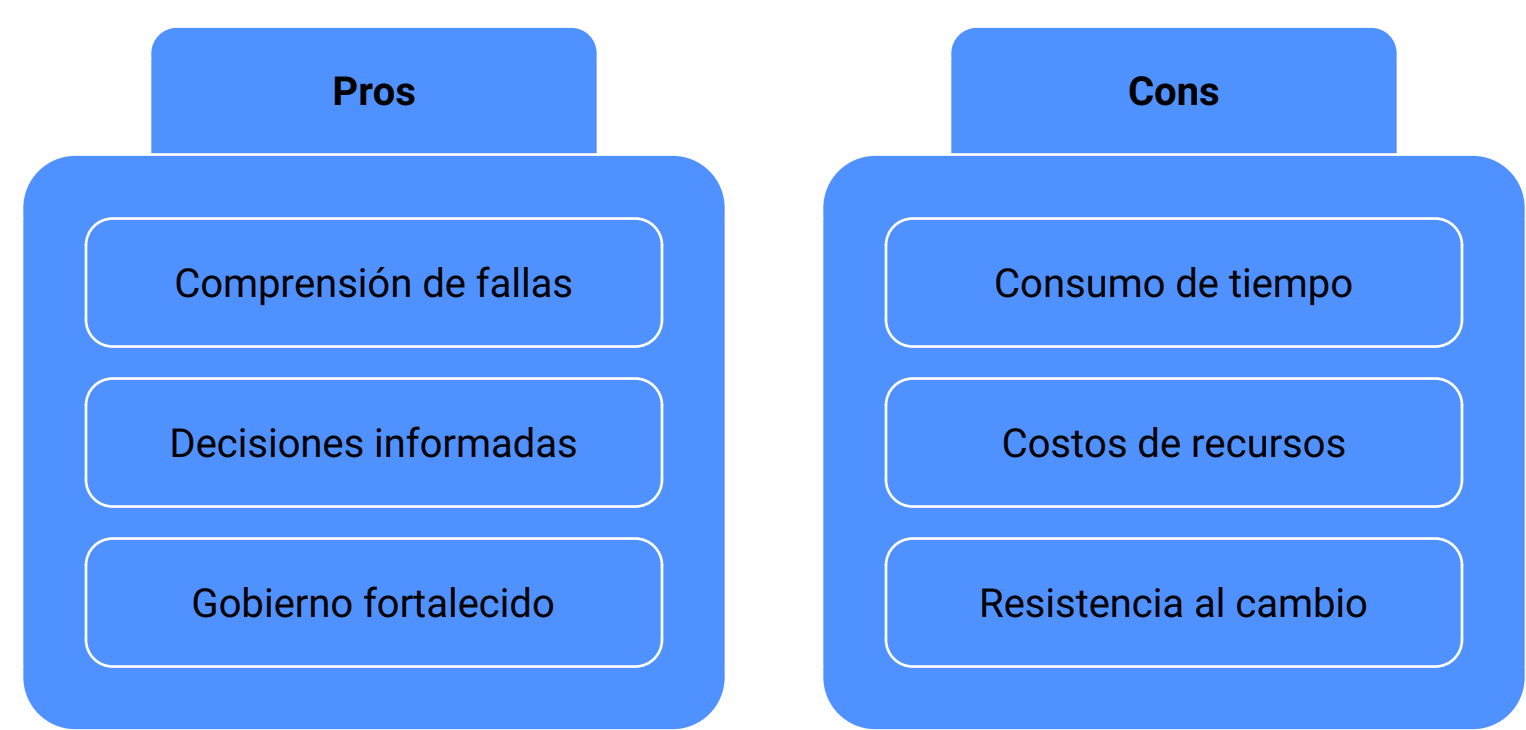 Pros
Comprensión de fallas
Decisiones informadas
Gobierno fortalecido
Cons
Consumo de tiempo
Costos de recursos
Resistencia al cambio